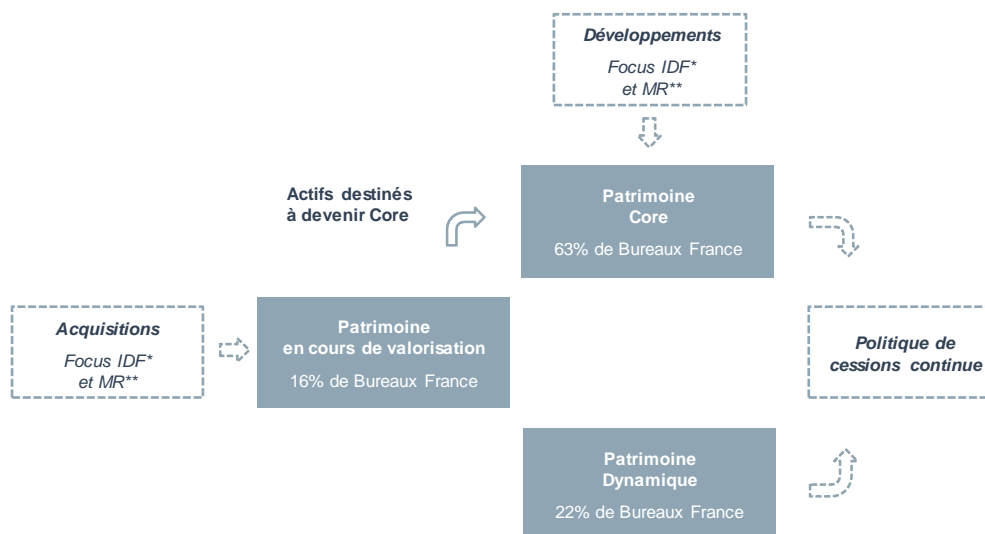 Développements
Focus IDF*
et MR**
Actifs destinés
à devenir Core
Patrimoine
Core
63% de Bureaux France
Acquisitions
Focus IDF*
et MR**
Patrimoine
en cours de valorisation
16% de Bureaux France
Politique de
cessions continue
Patrimoine
Dynamique
22% de Bureaux France